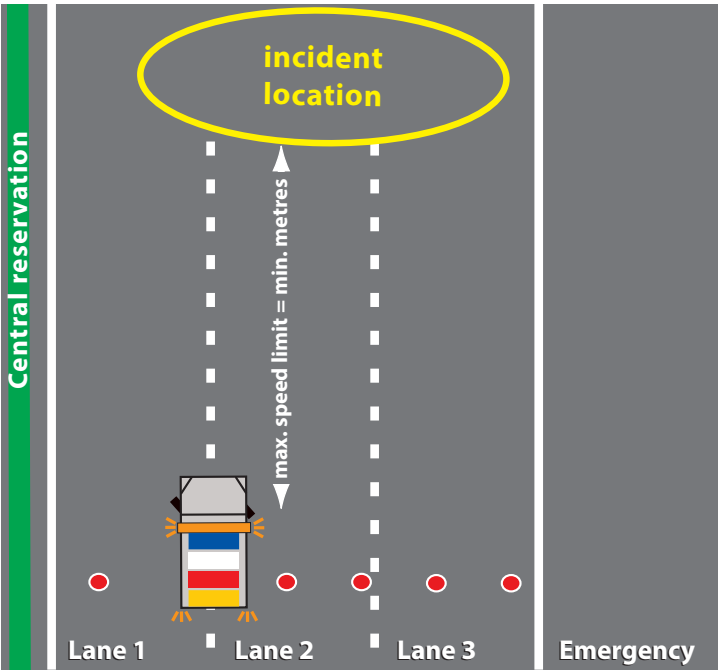 incident
location
Central reservation
max. speed limit = min. metres
Lane 1
Lane 2
Lane 3
Emergency